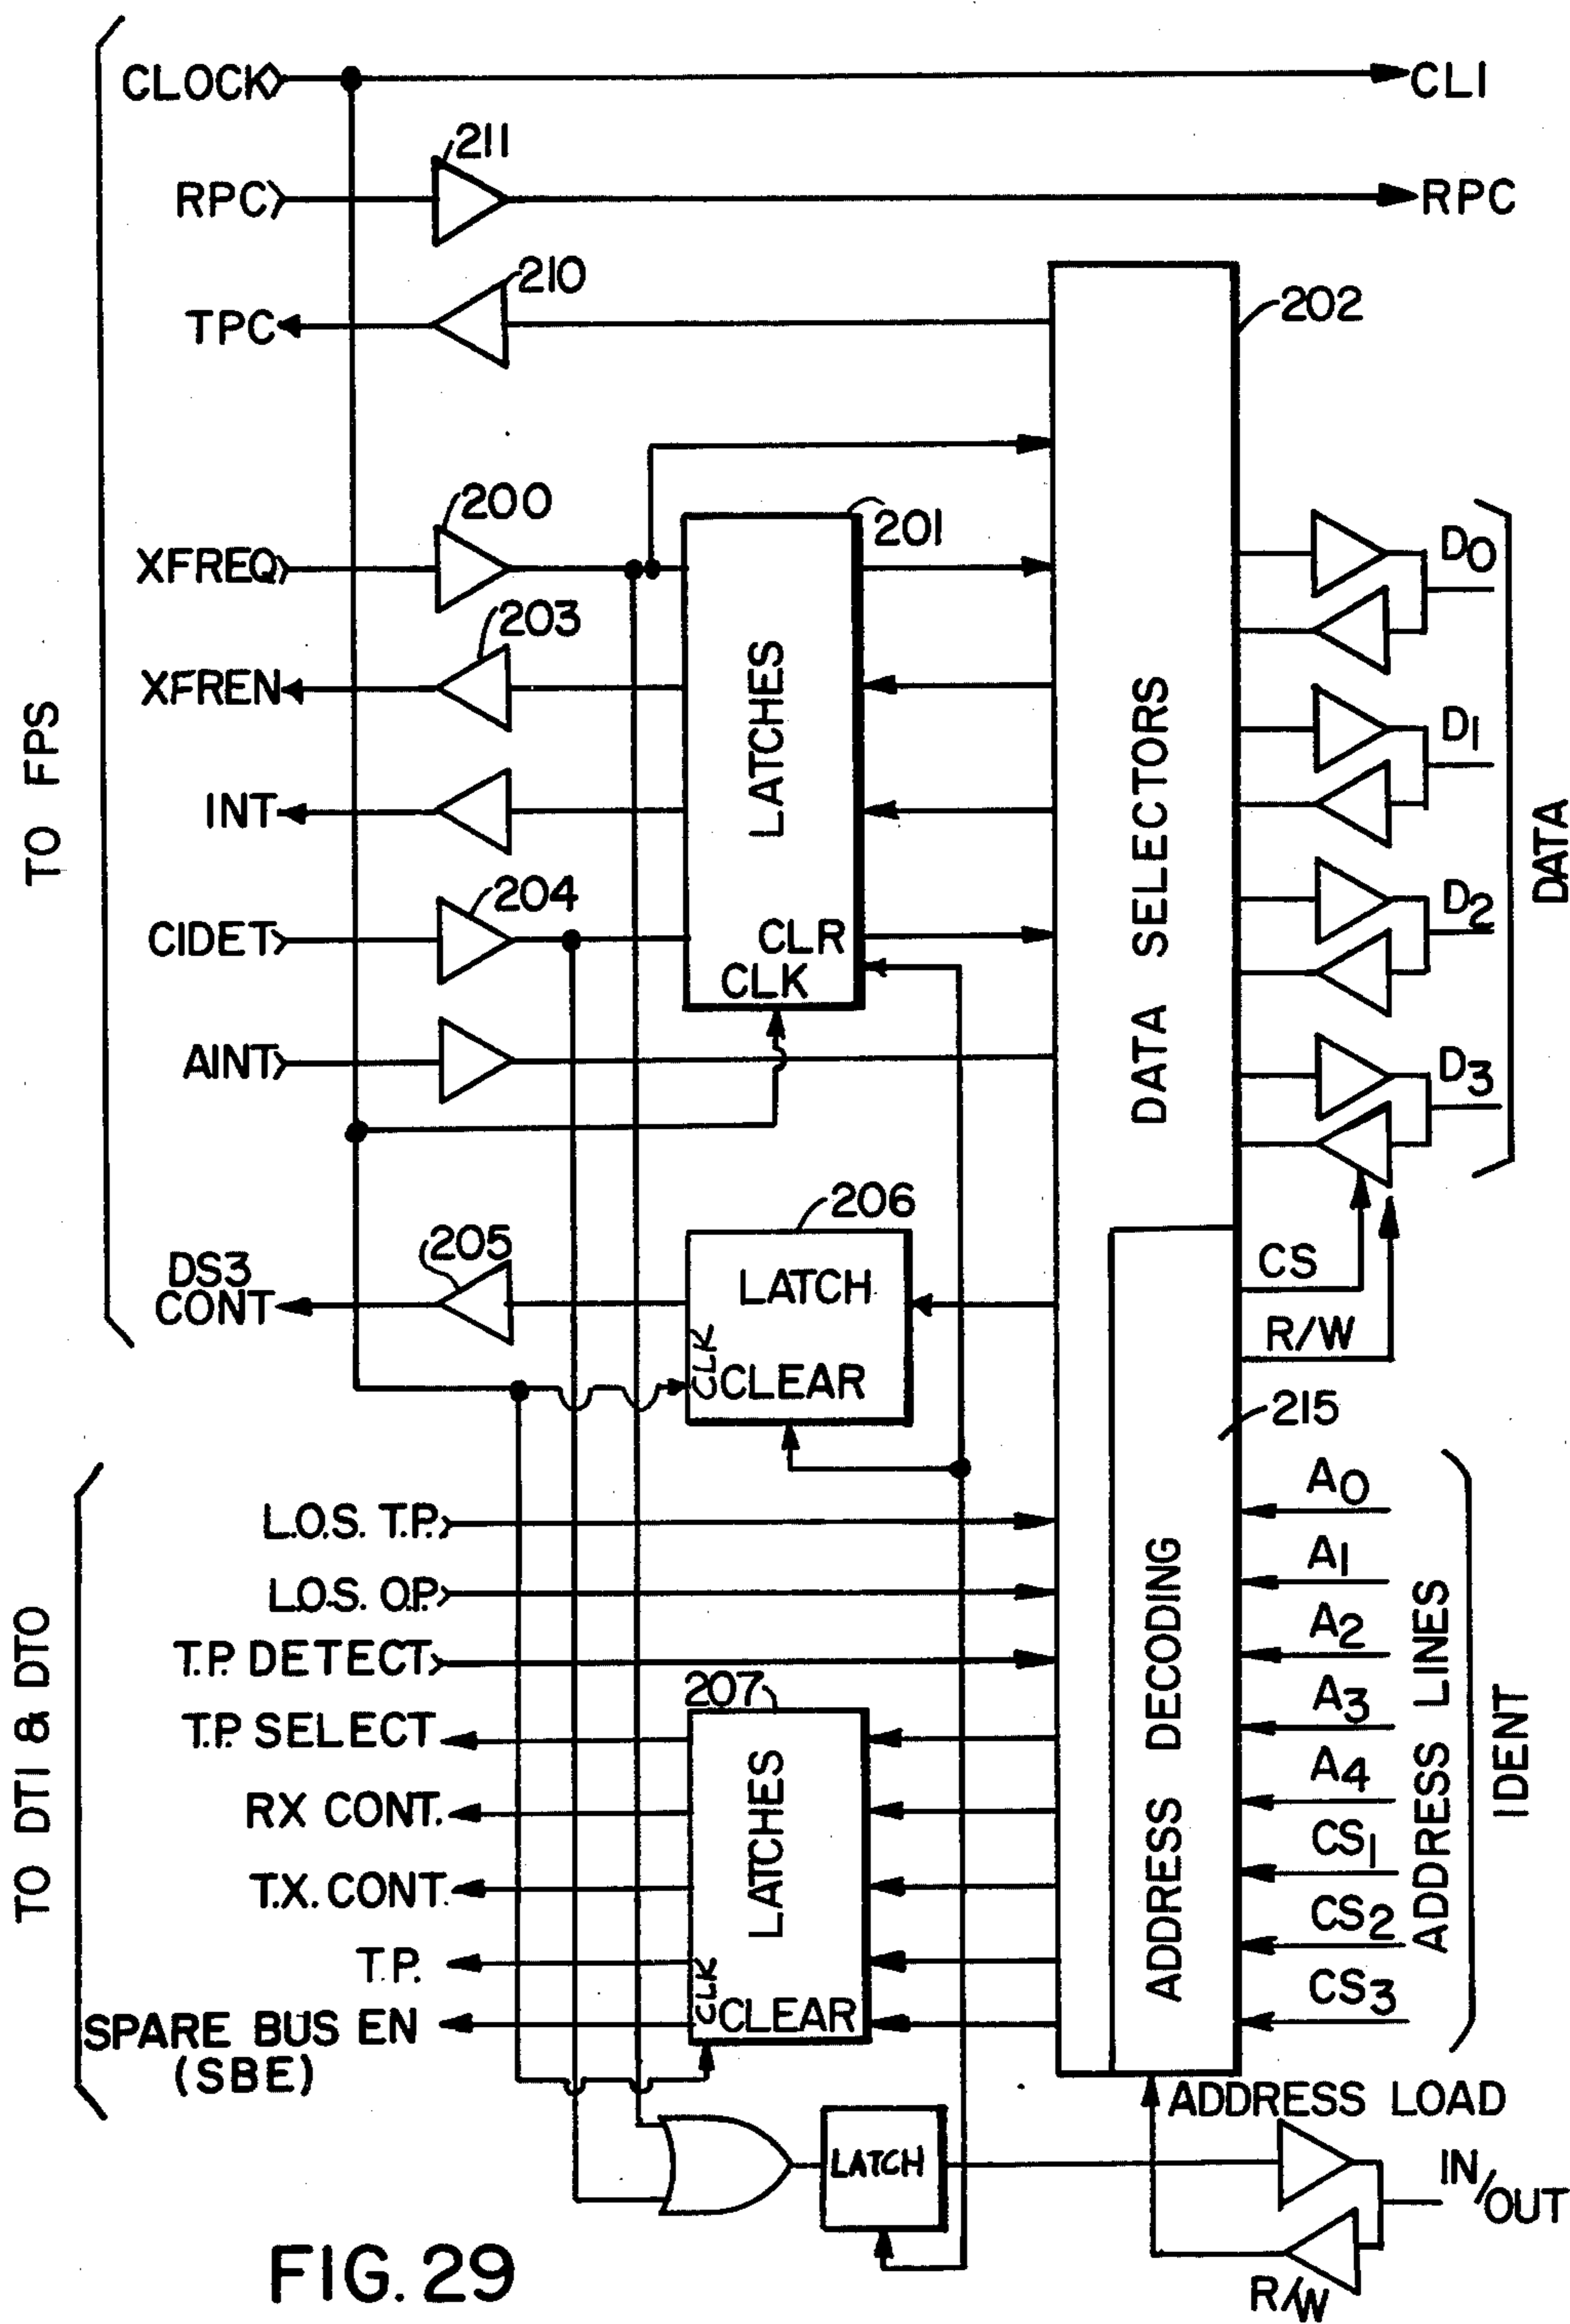 CLOCK
CLI
211
RPC
RPC
210
TPC
202
200
201
XFREQ
203
XFREN
INT
204
CIDET
AINT
LATCHES
CLR
CLK
TO FPS
DATA SELECTORS
D0
D1
D2
D3
DATA
206
205
DS3
CONT
LATCH
CLK
CLEAR
CS
R/W
215
L.O.S. T.P.
L.O.S. O.P.
T.P. DETECT
207
T.P. SELECT
RX CONT.
T.X. CONT.
T.P.
SPARE BUS EN
(SBE)
TO DTI & DTO
LATCHES
CLK
CLEAR
ADDRESS DECODING
A0
A1
A2
A3
A4
CS1
CS2
CS3
ADDRESS LINES
IDENT
ADDRESS LOAD
LATCH
IN/OUT
R/W
FIG. 29